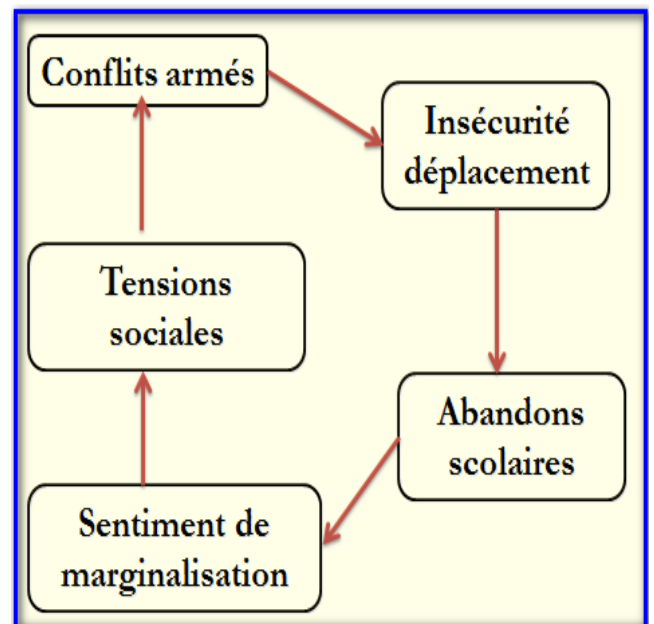 Conflits armés
Insécurité
déplacement
Tensions
sociales
Abandons
scolaires
Sentiment de
marginalisation